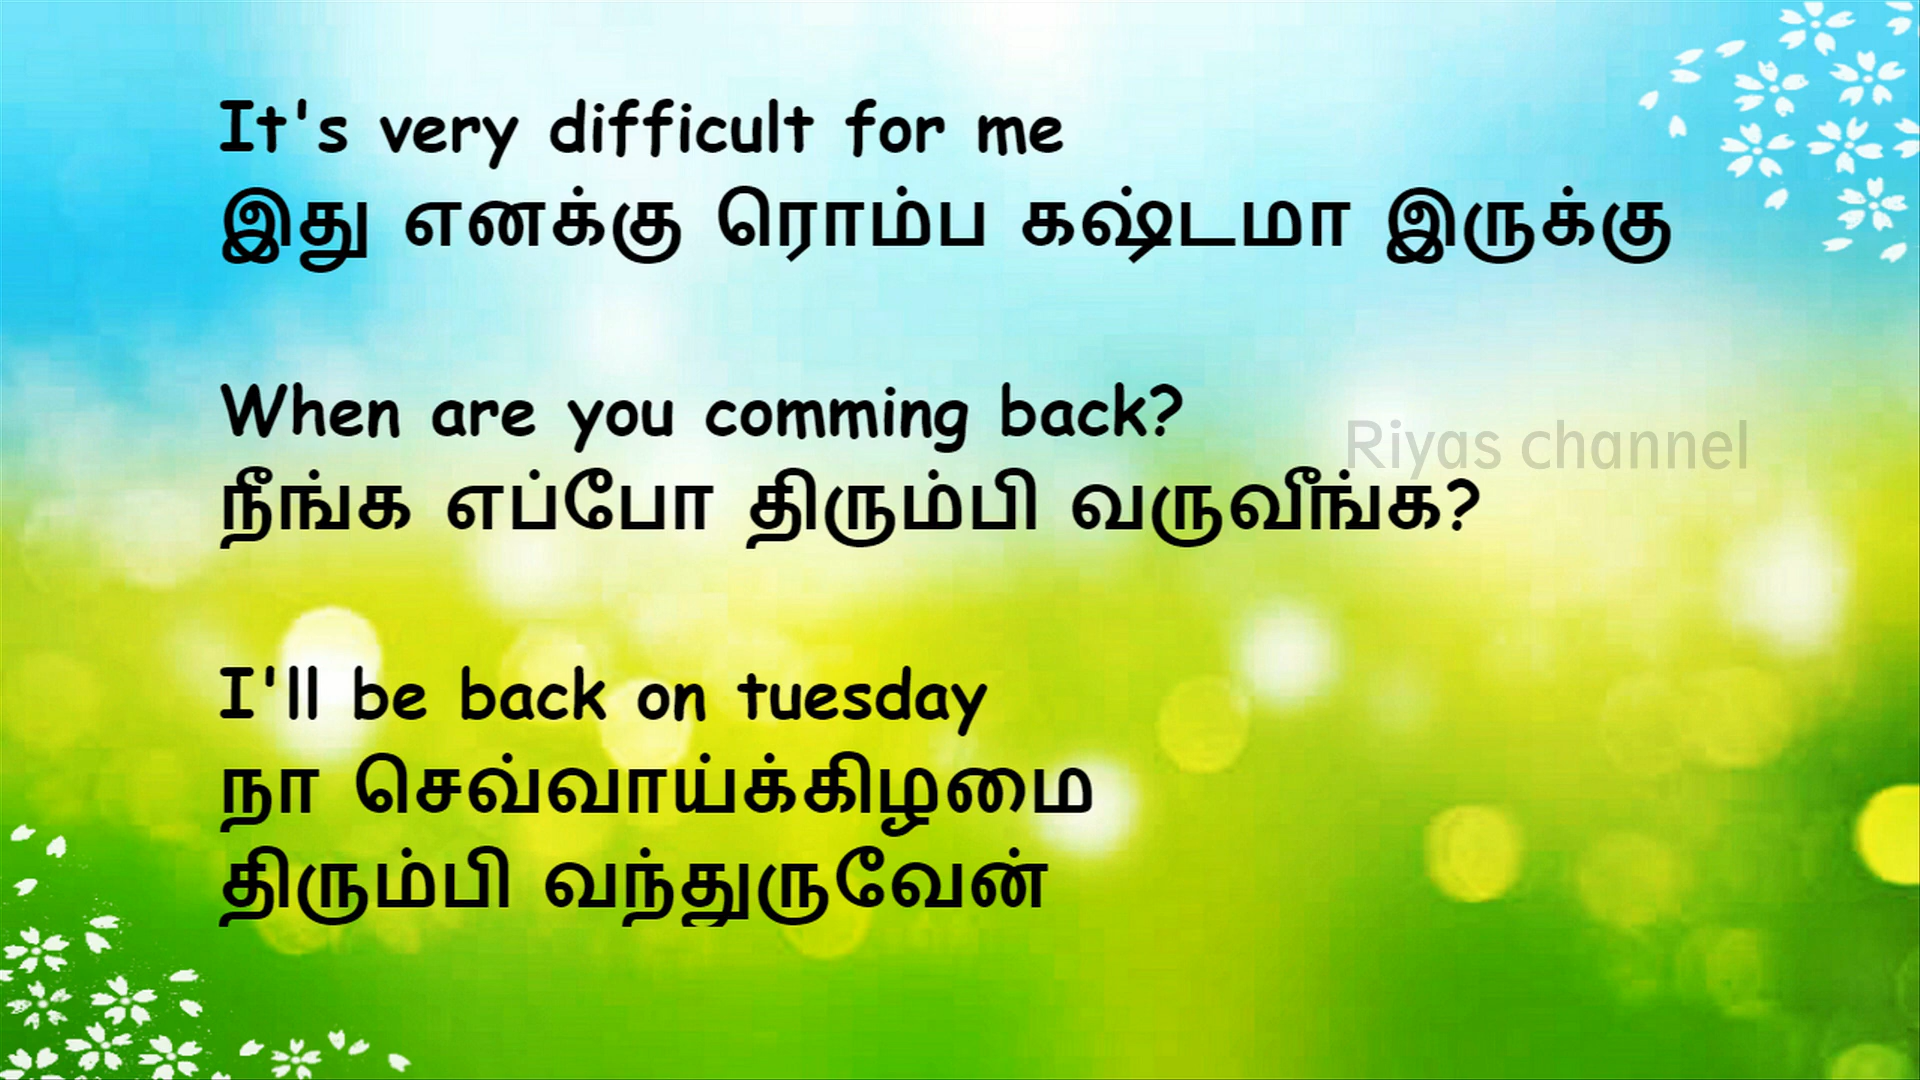 It's very difficult for me
இது எனக்கு ரொம்ப கஷ்டமா இருக்கு
When are you comming back?
Riyas channel
நீங்க எப்போ திரும்பி வருவீங்க?
I'll be back on tuesday
நா செவ்வாய்க்கிழமை
திரும்பி வந்துருவேன்